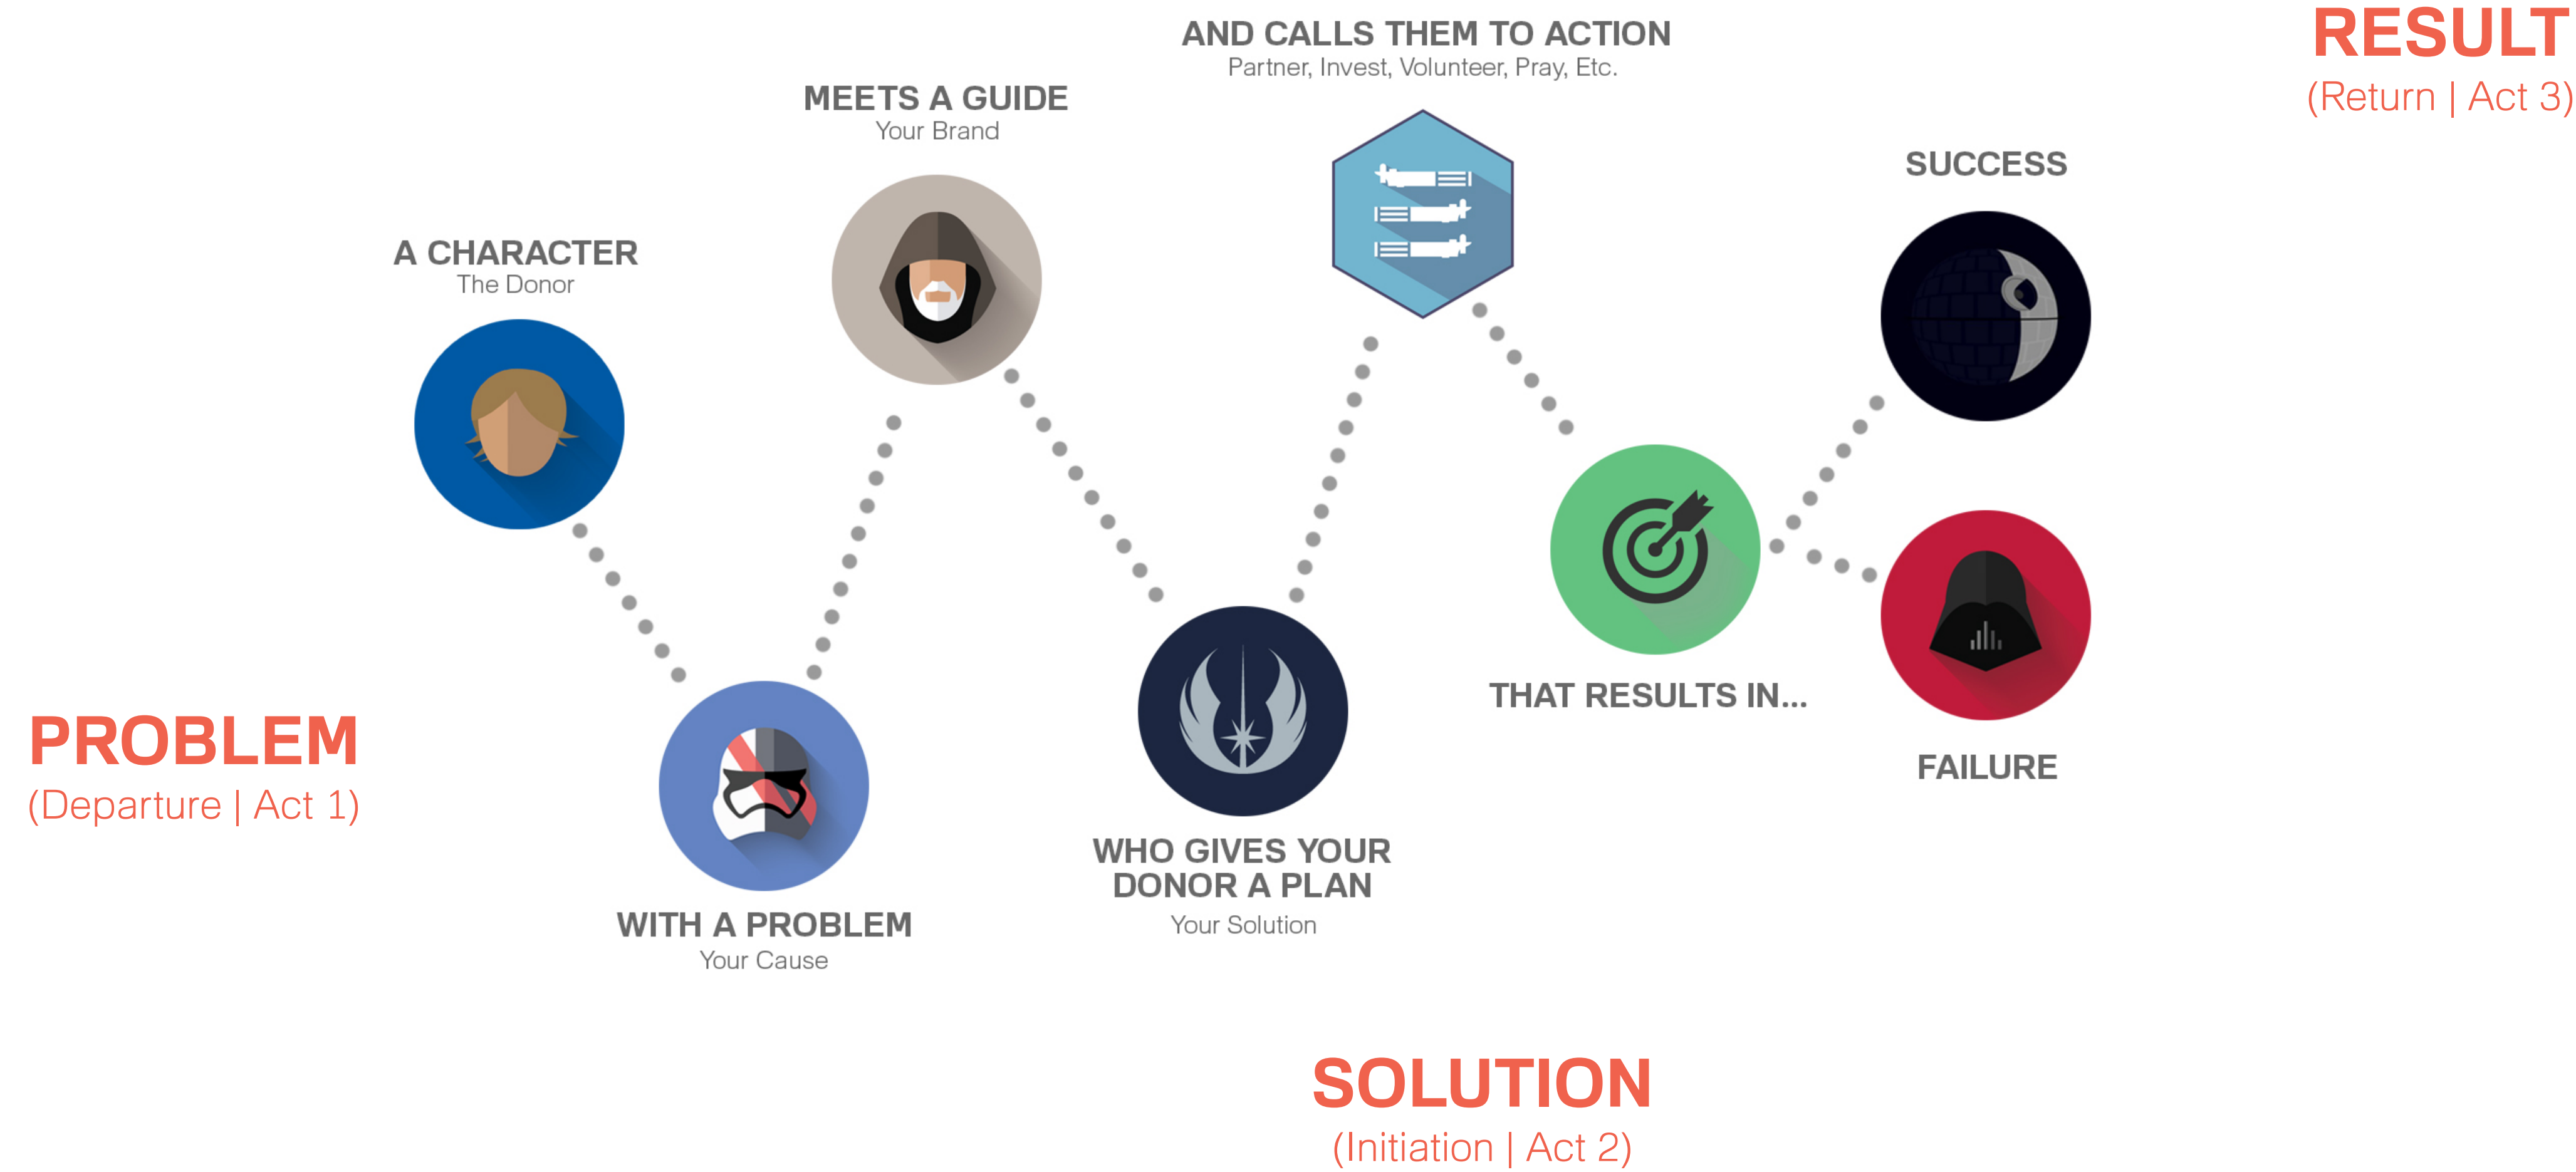 PROBLEM
(Departure | Act 1)
A CHARACTER
The Donor
WITH A PROBLEM
Your Cause
MEETS A GUIDE
Your Brand
WHO GIVES YOUR
DONOR A PLAN
Your Solution
AND CALLS THEM TO ACTION
Partner, Invest, Volunteer, Pray, Etc.
THAT RESULTS IN...
SUCCESS
FAILURE
SOLUTION
(Initiation | Act 2)
RESULT
(Return | Act 3)